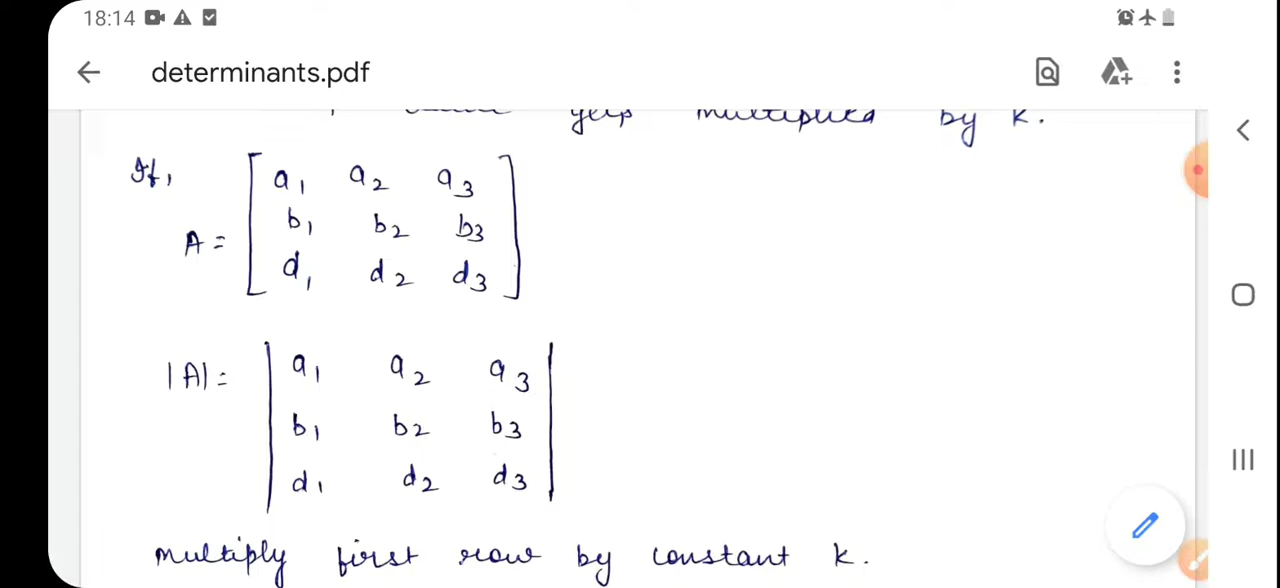 18:14
determinants.pdf
gets multiplied by k.
If,
a1 a2 a3
A = b1 b2 b3
d1 d2 d3
a1 a2 a3
|A| = b1 b2 b3
d1 d2 d3
multiply first row by constant k.